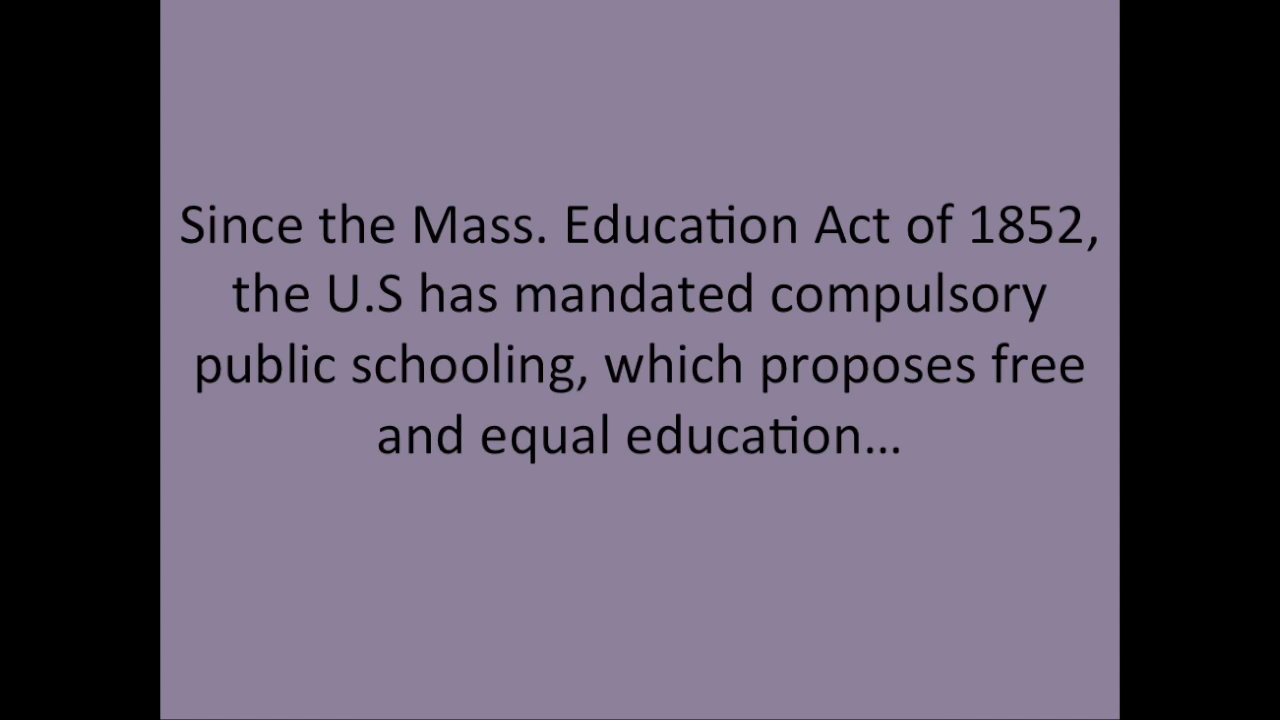 Since the Mass. Education Act of 1852,
the U.S has mandated compulsory
public schooling, which proposes free
and equal education...